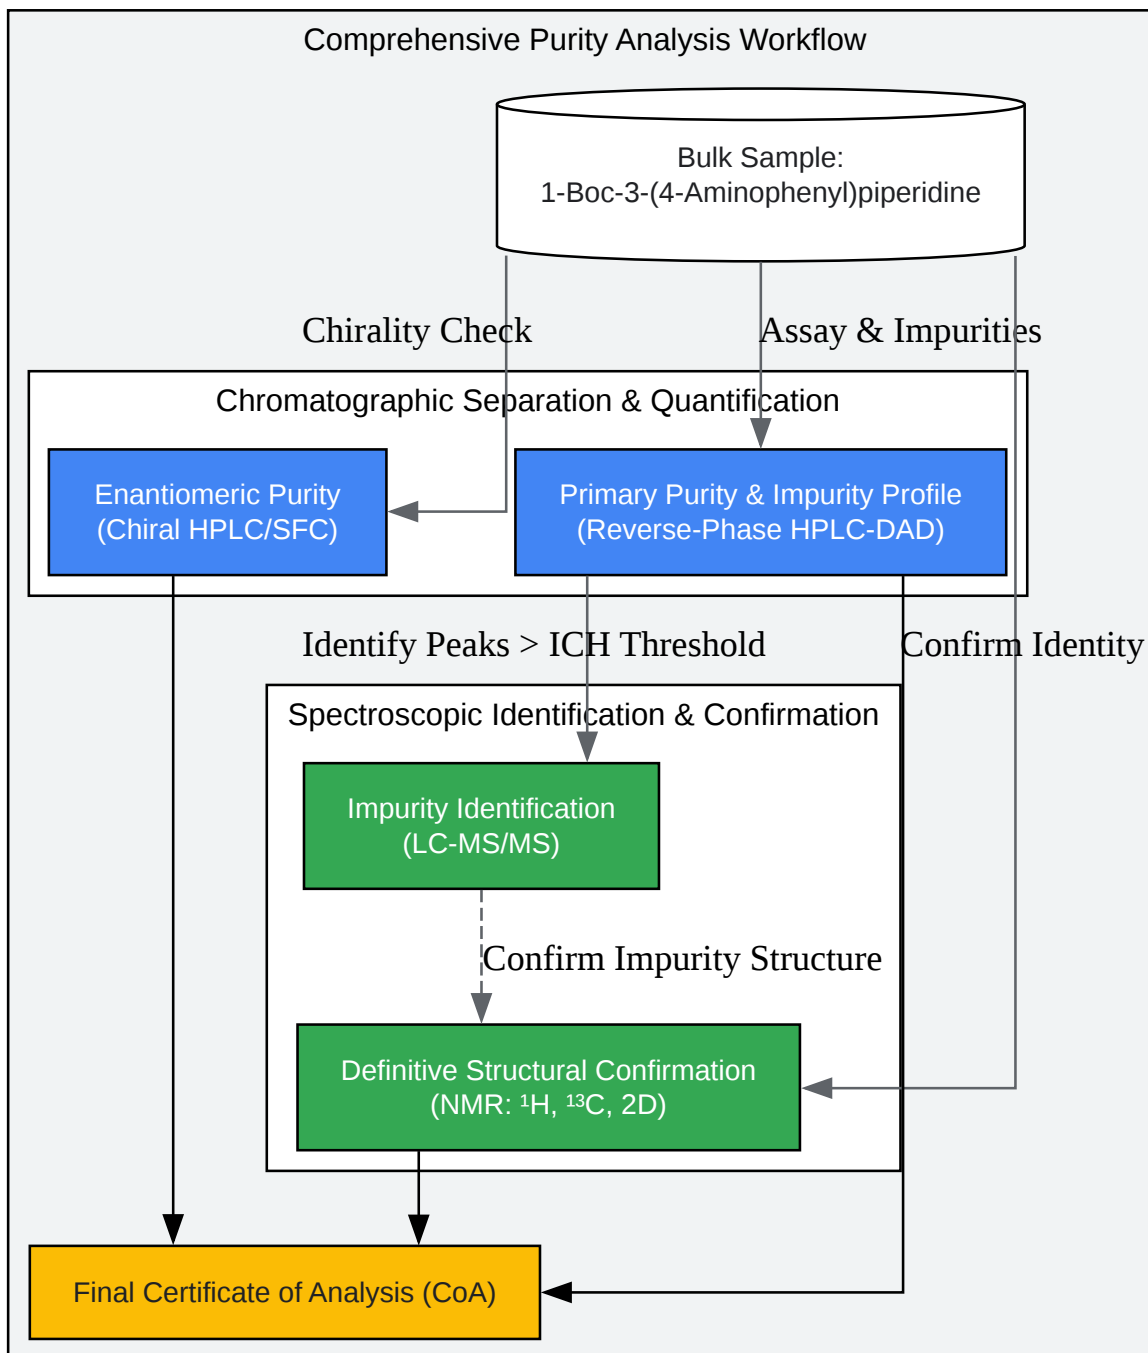 Comprehensive Purity Analysis Workflow
Bulk Sample:
1-Boc-3-(4-Aminophenyl)piperidine
Chirality Check
Assay & Impurities
Chromatographic Separation & Quantification
Enantiomeric Purity
(Chiral HPLC/SFC)
Primary Purity & Impurity Profile
(Reverse-Phase HPLC-DAD)
Identify Peaks > ICH Threshold
Confirm Identity
Spectroscopic Identification & Confirmation
Impurity Identification
(LC-MS/MS)
Confirm Impurity Structure
Definitive Structural Confirmation
(NMR: ¹H, ¹³C, 2D)
Final Certificate of Analysis (CoA)